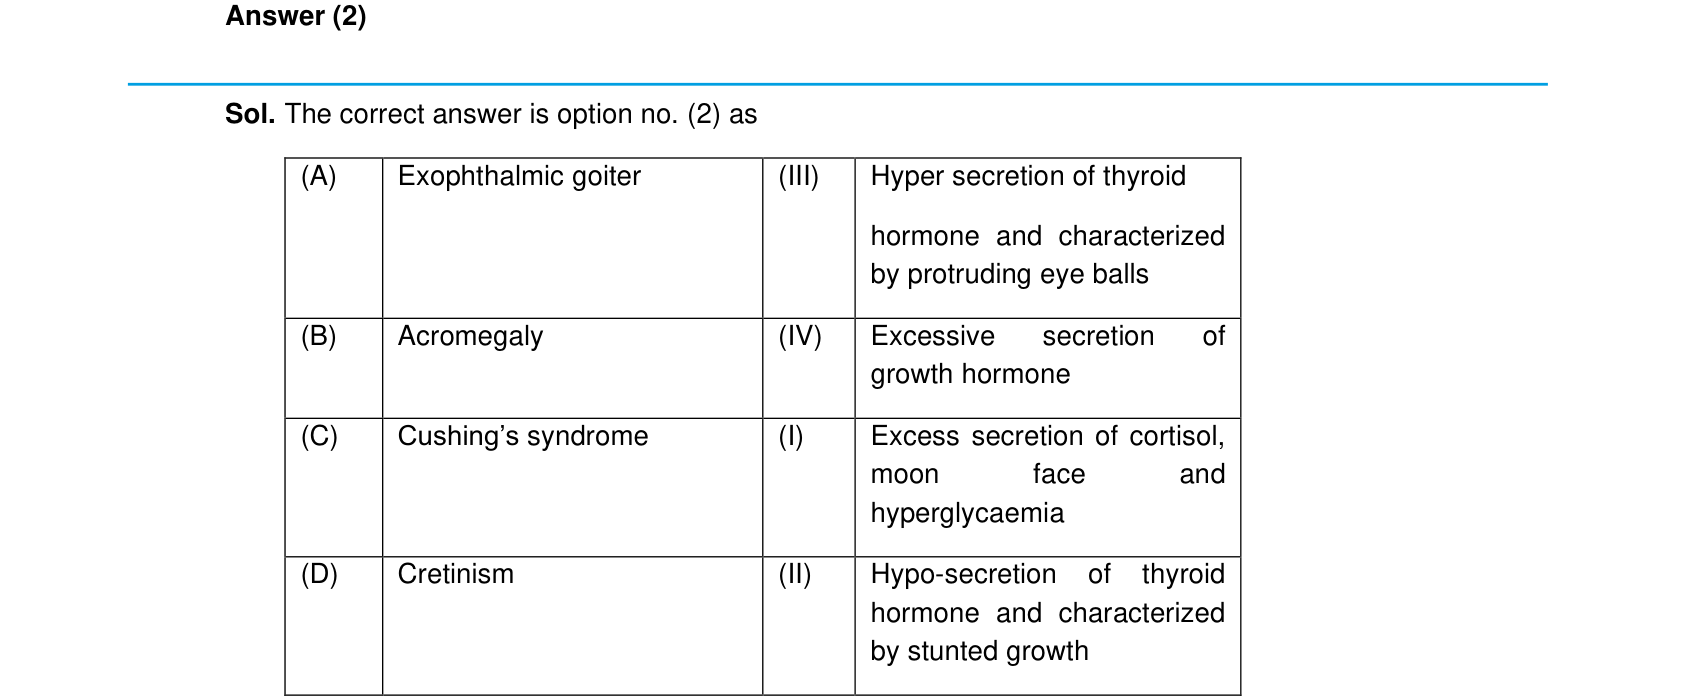 Answer (2)
Sol. The correct answer is option no. (2) as
(A) Exophthalmic goiter (III) Hyper secretion of thyroid
hormone and characterized
by protruding eye balls
(B) Acromegaly (IV) Excessive secretion of
growth hormone
(C) Cushing’s syndrome (I) Excess secretion of cortisol,
moon face and
hyperglycaemia
(D) Cretinism (II) Hypo-secretion of thyroid
hormone and characterized
by stunted growth